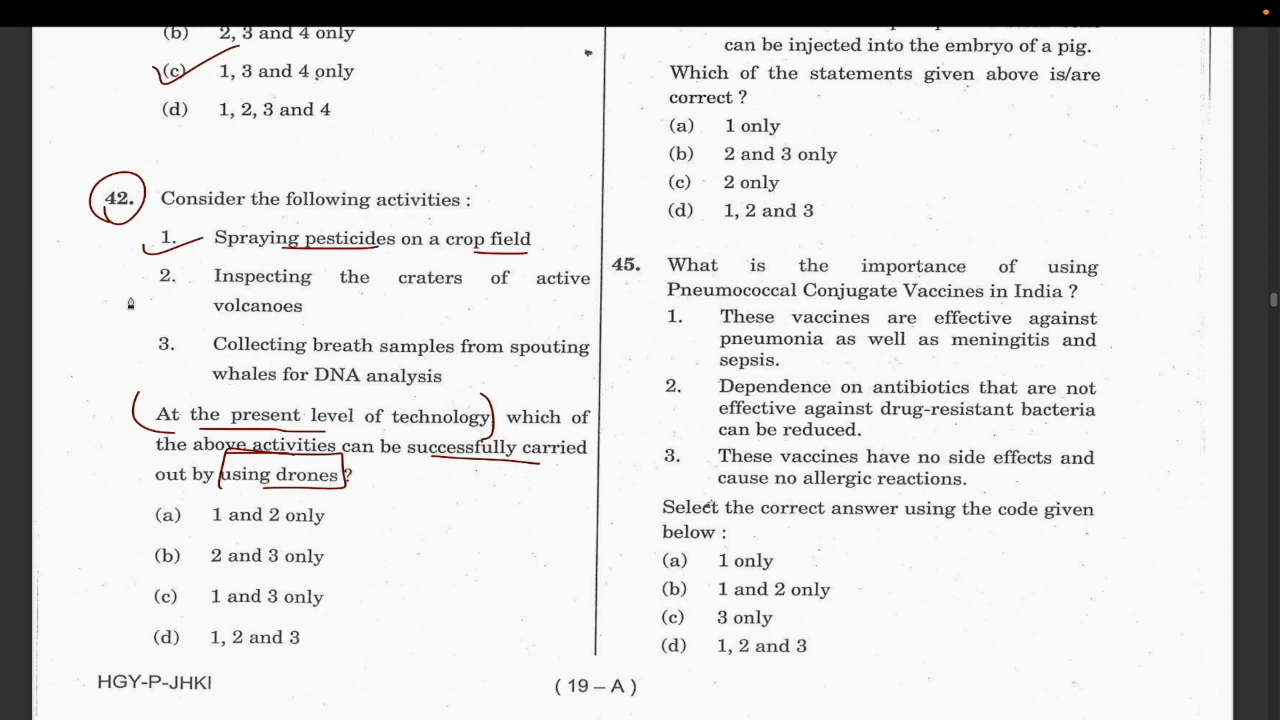 (b) 2, 3 and 4 only
(c) 1, 3 and 4 only
(d) 1, 2, 3 and 4
42. Consider the following activities :
1. Spraying pesticides on a crop field
2. Inspecting the craters of active
volcanoes
3. Collecting breath samples from spouting
whales for DNA analysis
At the present level of technology, which of
the above activities can be successfully carried
out by using drones ?
(a) 1 and 2 only
(b) 2 and 3 only
(c) 1 and 3 only
(d) 1, 2 and 3
can be injected into the embryo of a pig.
Which of the statements given above is/are
correct ?
(a) 1 only
(b) 2 and 3 only
(c) 2 only
(d) 1, 2 and 3
45. What is the importance of using
Pneumococcal Conjugate Vaccines in India ?
1. These vaccines are effective against
pneumonia as well as meningitis and
sepsis.
2. Dependence on antibiotics that are not
effective against drug-resistant bacteria
can be reduced.
3. These vaccines have no side effects and
cause no allergic reactions.
Select the correct answer using the code given
below :
(a) 1 only
(b) 1 and 2 only
(c) 3 only
(d) 1, 2 and 3
HGY-P-JHKI
( 19 – A )